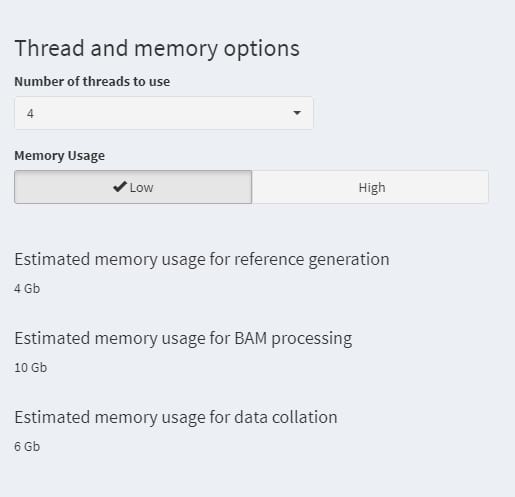 Thread and memory options
Number of threads to use
4
Memory Usage
Low
High
Estimated memory usage for reference generation
4 Gb
Estimated memory usage for BAM processing
10 Gb
Estimated memory usage for data collation
6 Gb